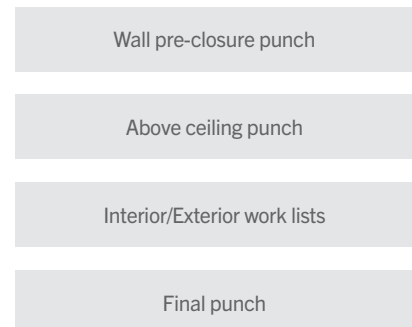 Wall pre-closure punch
Above ceiling punch
Interior/Exterior work lists
Final punch